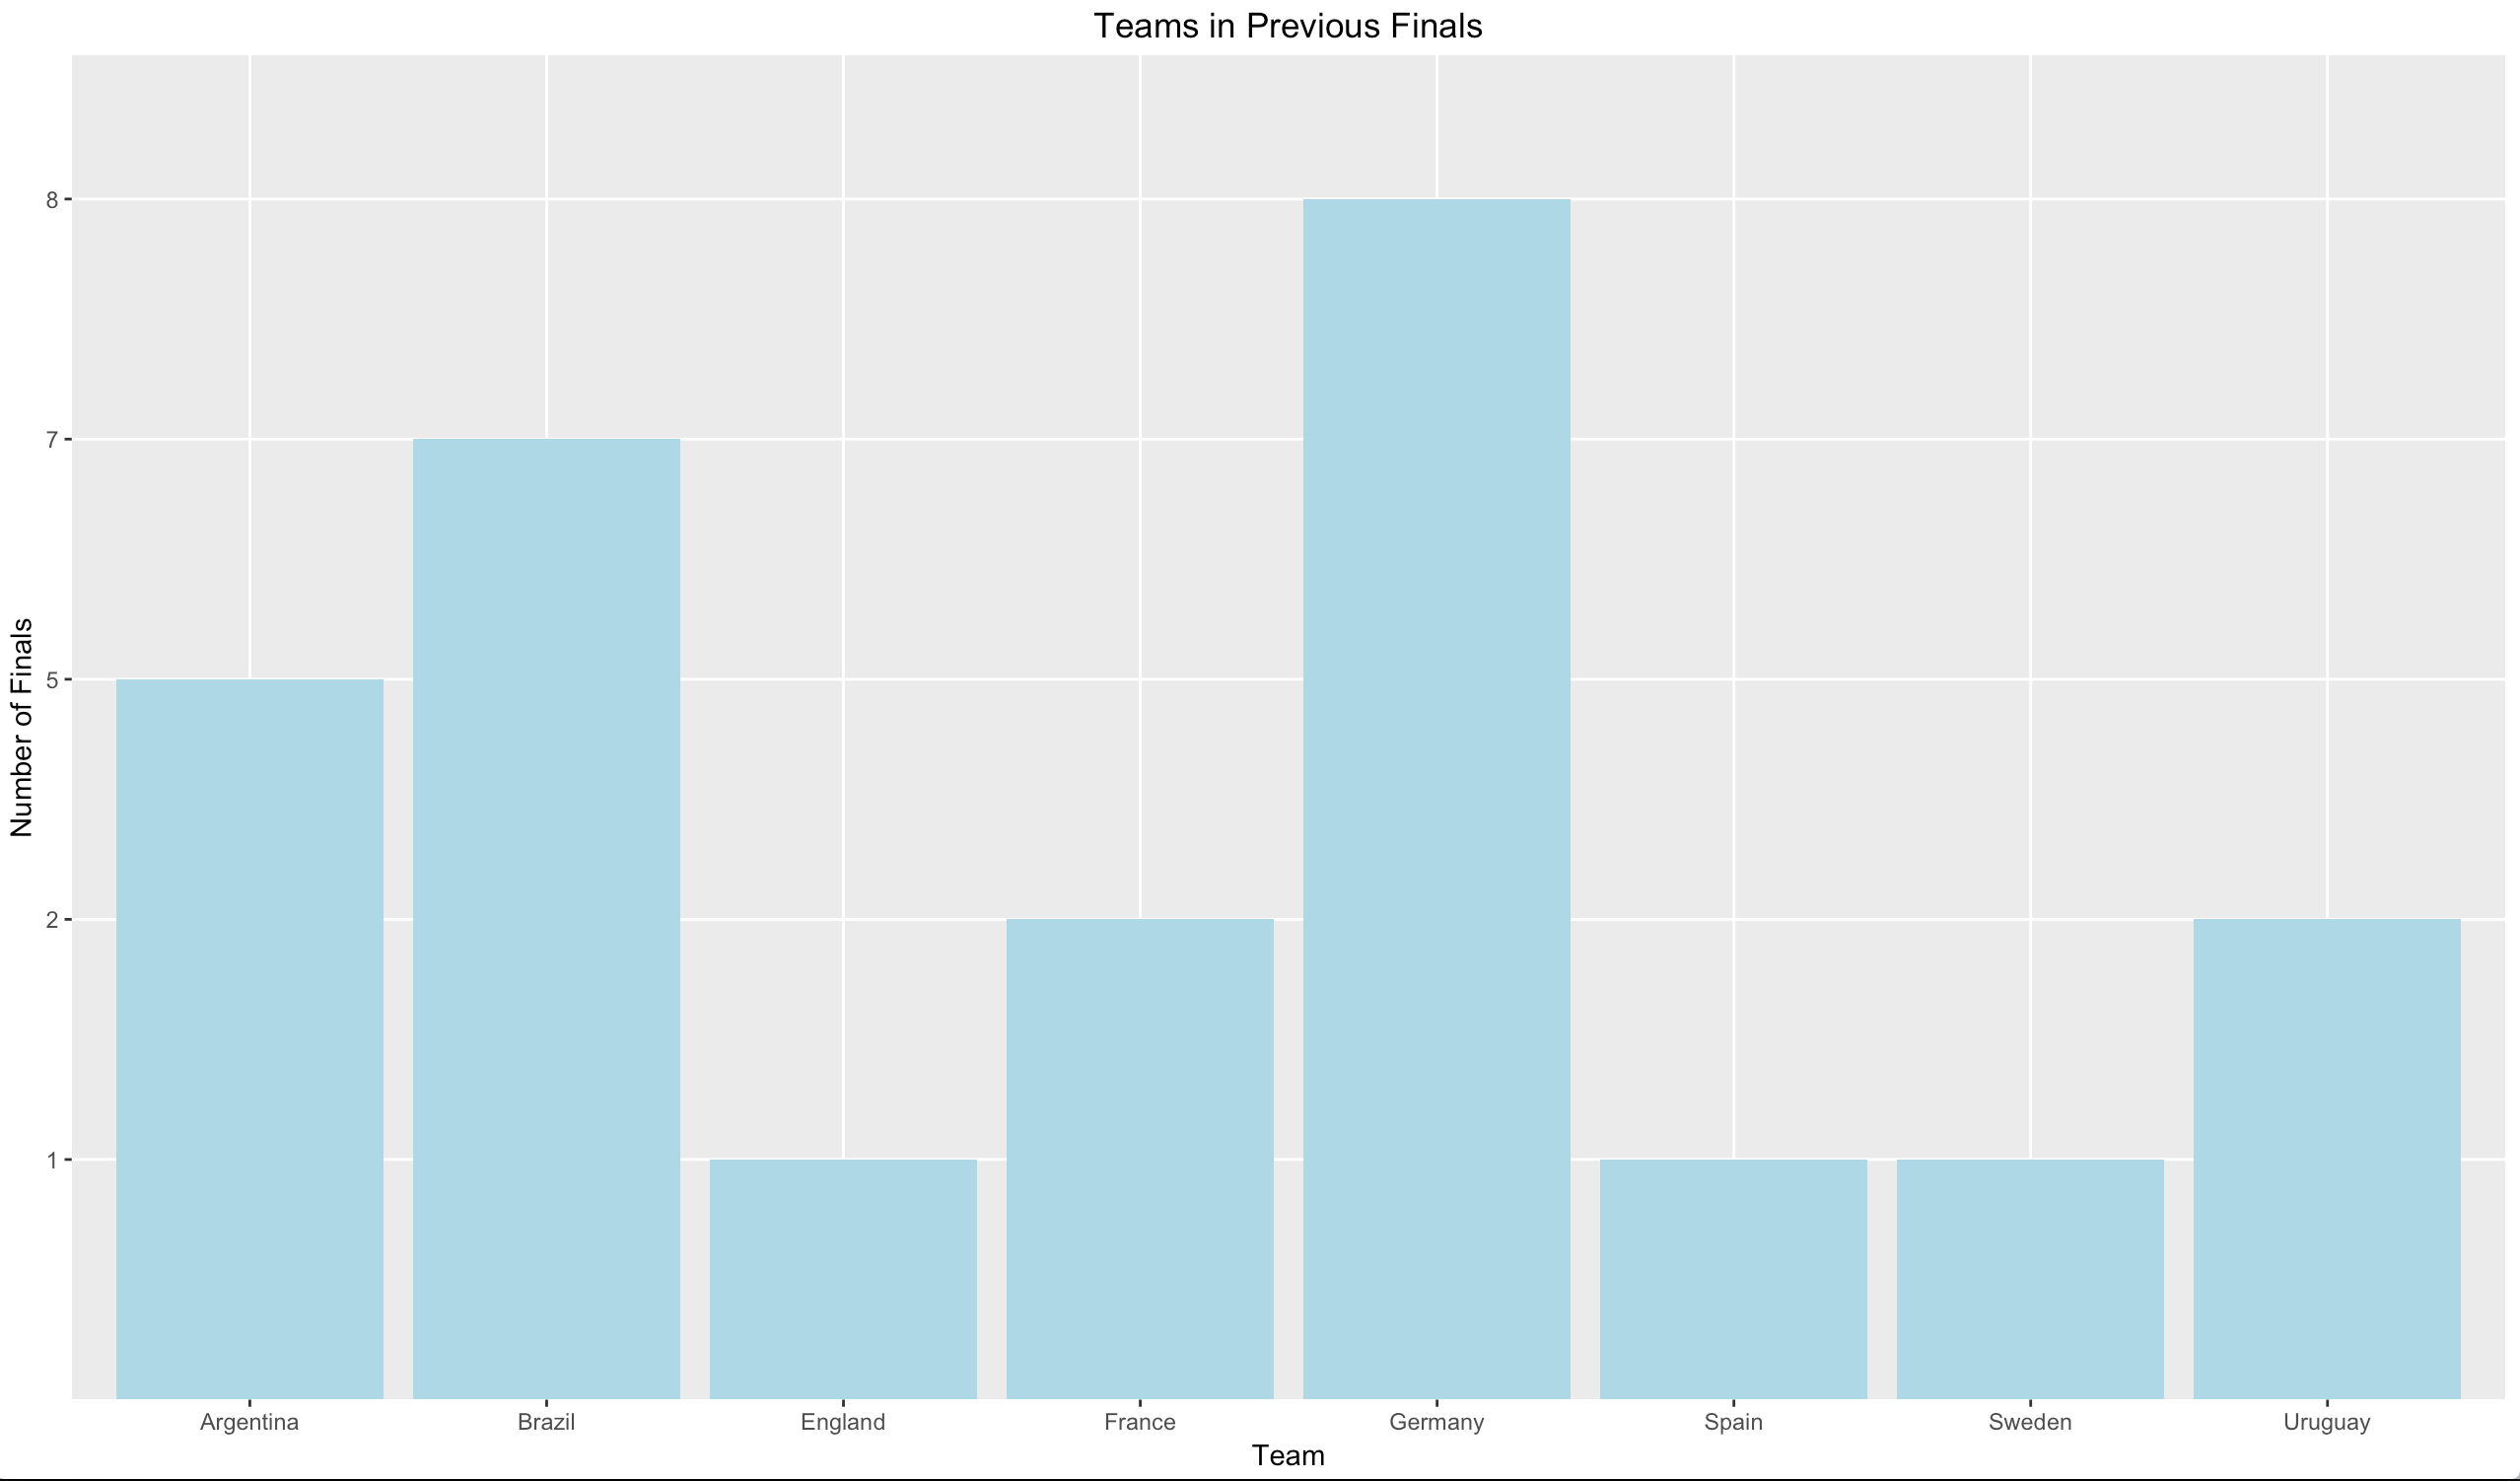 Teams in Previous Finals
Number of Finals
8
7
5
2
1
Argentina Brazil England France Germany Spain Sweden Uruguay
Team